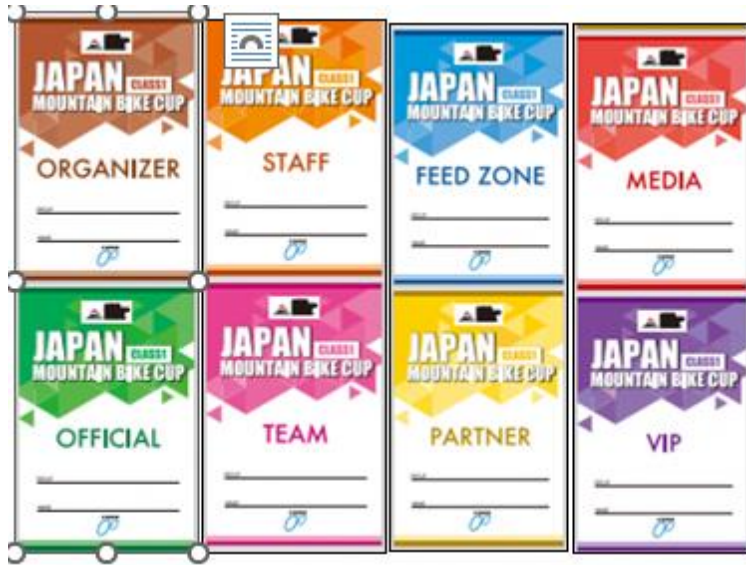 JAPAN CLASS1
MOUNTAIN BIKE CUP
ORGANIZER
JAPAN CLASS1
MOUNTAIN BIKE CUP
STAFF
JAPAN CLASS1
MOUNTAIN BIKE CUP
FEED ZONE
JAPAN CLASS1
MOUNTAIN BIKE CUP
MEDIA
JAPAN CLASS1
MOUNTAIN BIKE CUP
OFFICIAL
JAPAN CLASS1
MOUNTAIN BIKE CUP
TEAM
JAPAN CLASS1
MOUNTAIN BIKE CUP
PARTNER
JAPAN CLASS1
MOUNTAIN BIKE CUP
VIP